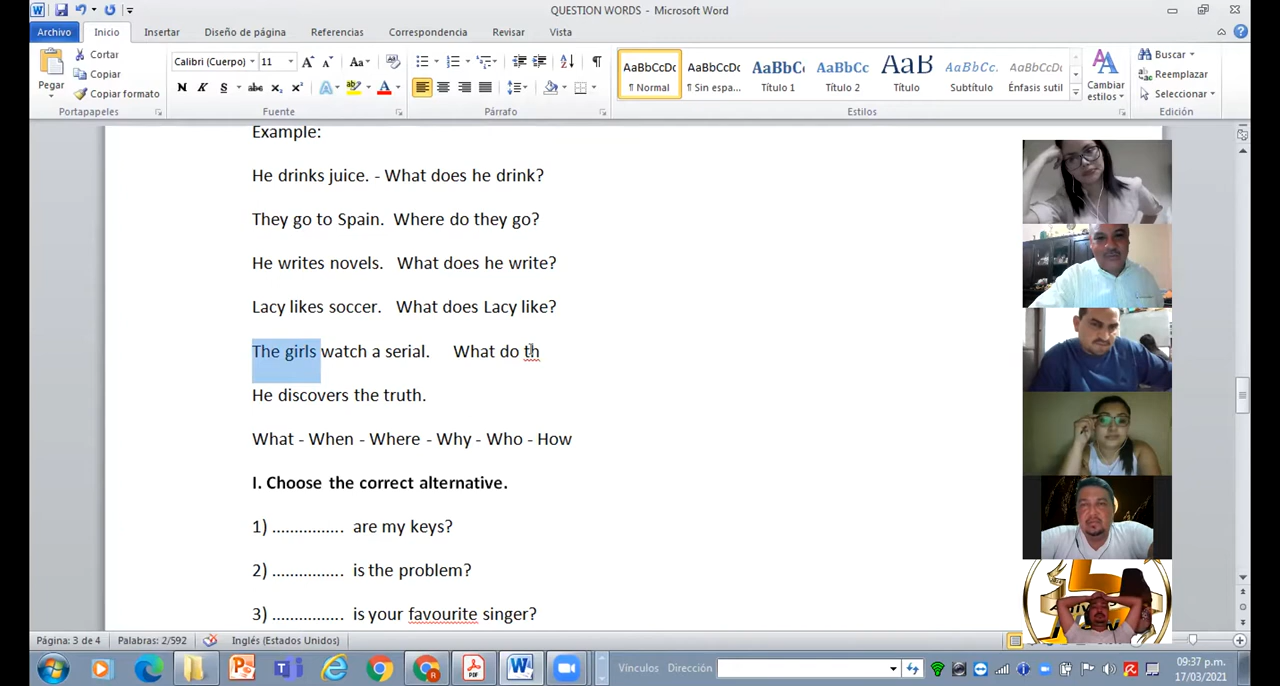 QUESTION WORDS - Microsoft Word
Archivo Inicio Insertar Diseño de página Referencias Correspondencia Revisar Vista
Pegar
Cortar
Copiar
Copiar formato
Portapapeles
Calibri (Cuerpo) 11
N K S abc x₂ x²
Fuente
Párrafo
AaBbCcDc AaBbCcDc AaBbC AaBbCc AaB AaBbCc. AaBbCcDc
¶ Normal ¶ Sin espa... Título 1 Título 2 Título Subtítulo Énfasis sutil
Estilos
Cambiar estilos
Buscar
Reemplazar
Seleccionar
Edición
Example:
He drinks juice. - What does he drink?
They go to Spain. Where do they go?
He writes novels. What does he write?
Lacy likes soccer. What does Lacy like?
The girls watch a serial. What do th
He discovers the truth.
What - When - Where - Why - Who - How
I. Choose the correct alternative.
1) ............... are my keys?
2) ............... is the problem?
3) ............... is your favourite singer?
Página: 3 de 4 Palabras: 2/592 Inglés (Estados Unidos)
Vínculos Dirección
09:37 p.m.
17/03/2021